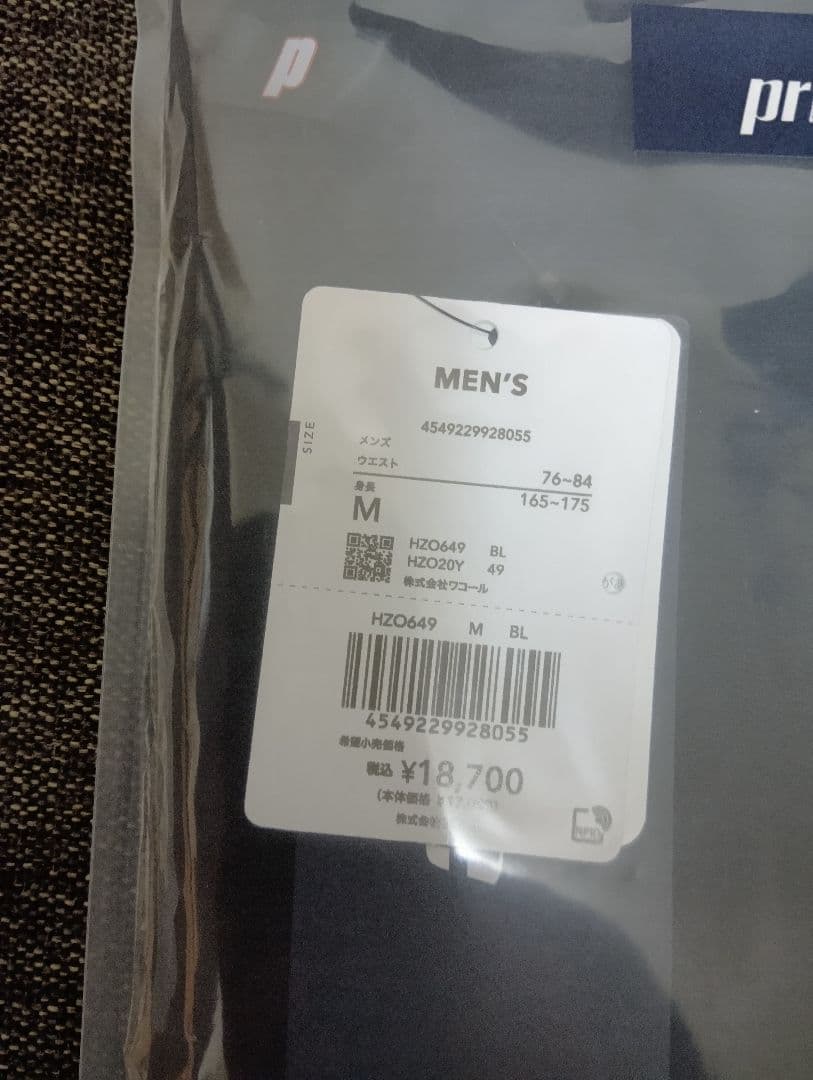 p
MEN'S
SIZE
4549229928055
メンズ
ウエスト 76~84
身長 165~175
M
HZO649 BL
HZO20Y 49
株式会社ワコール
HZO649 M BL
4549229928055
希望小売価格
税込 ¥18,700
(本体価格